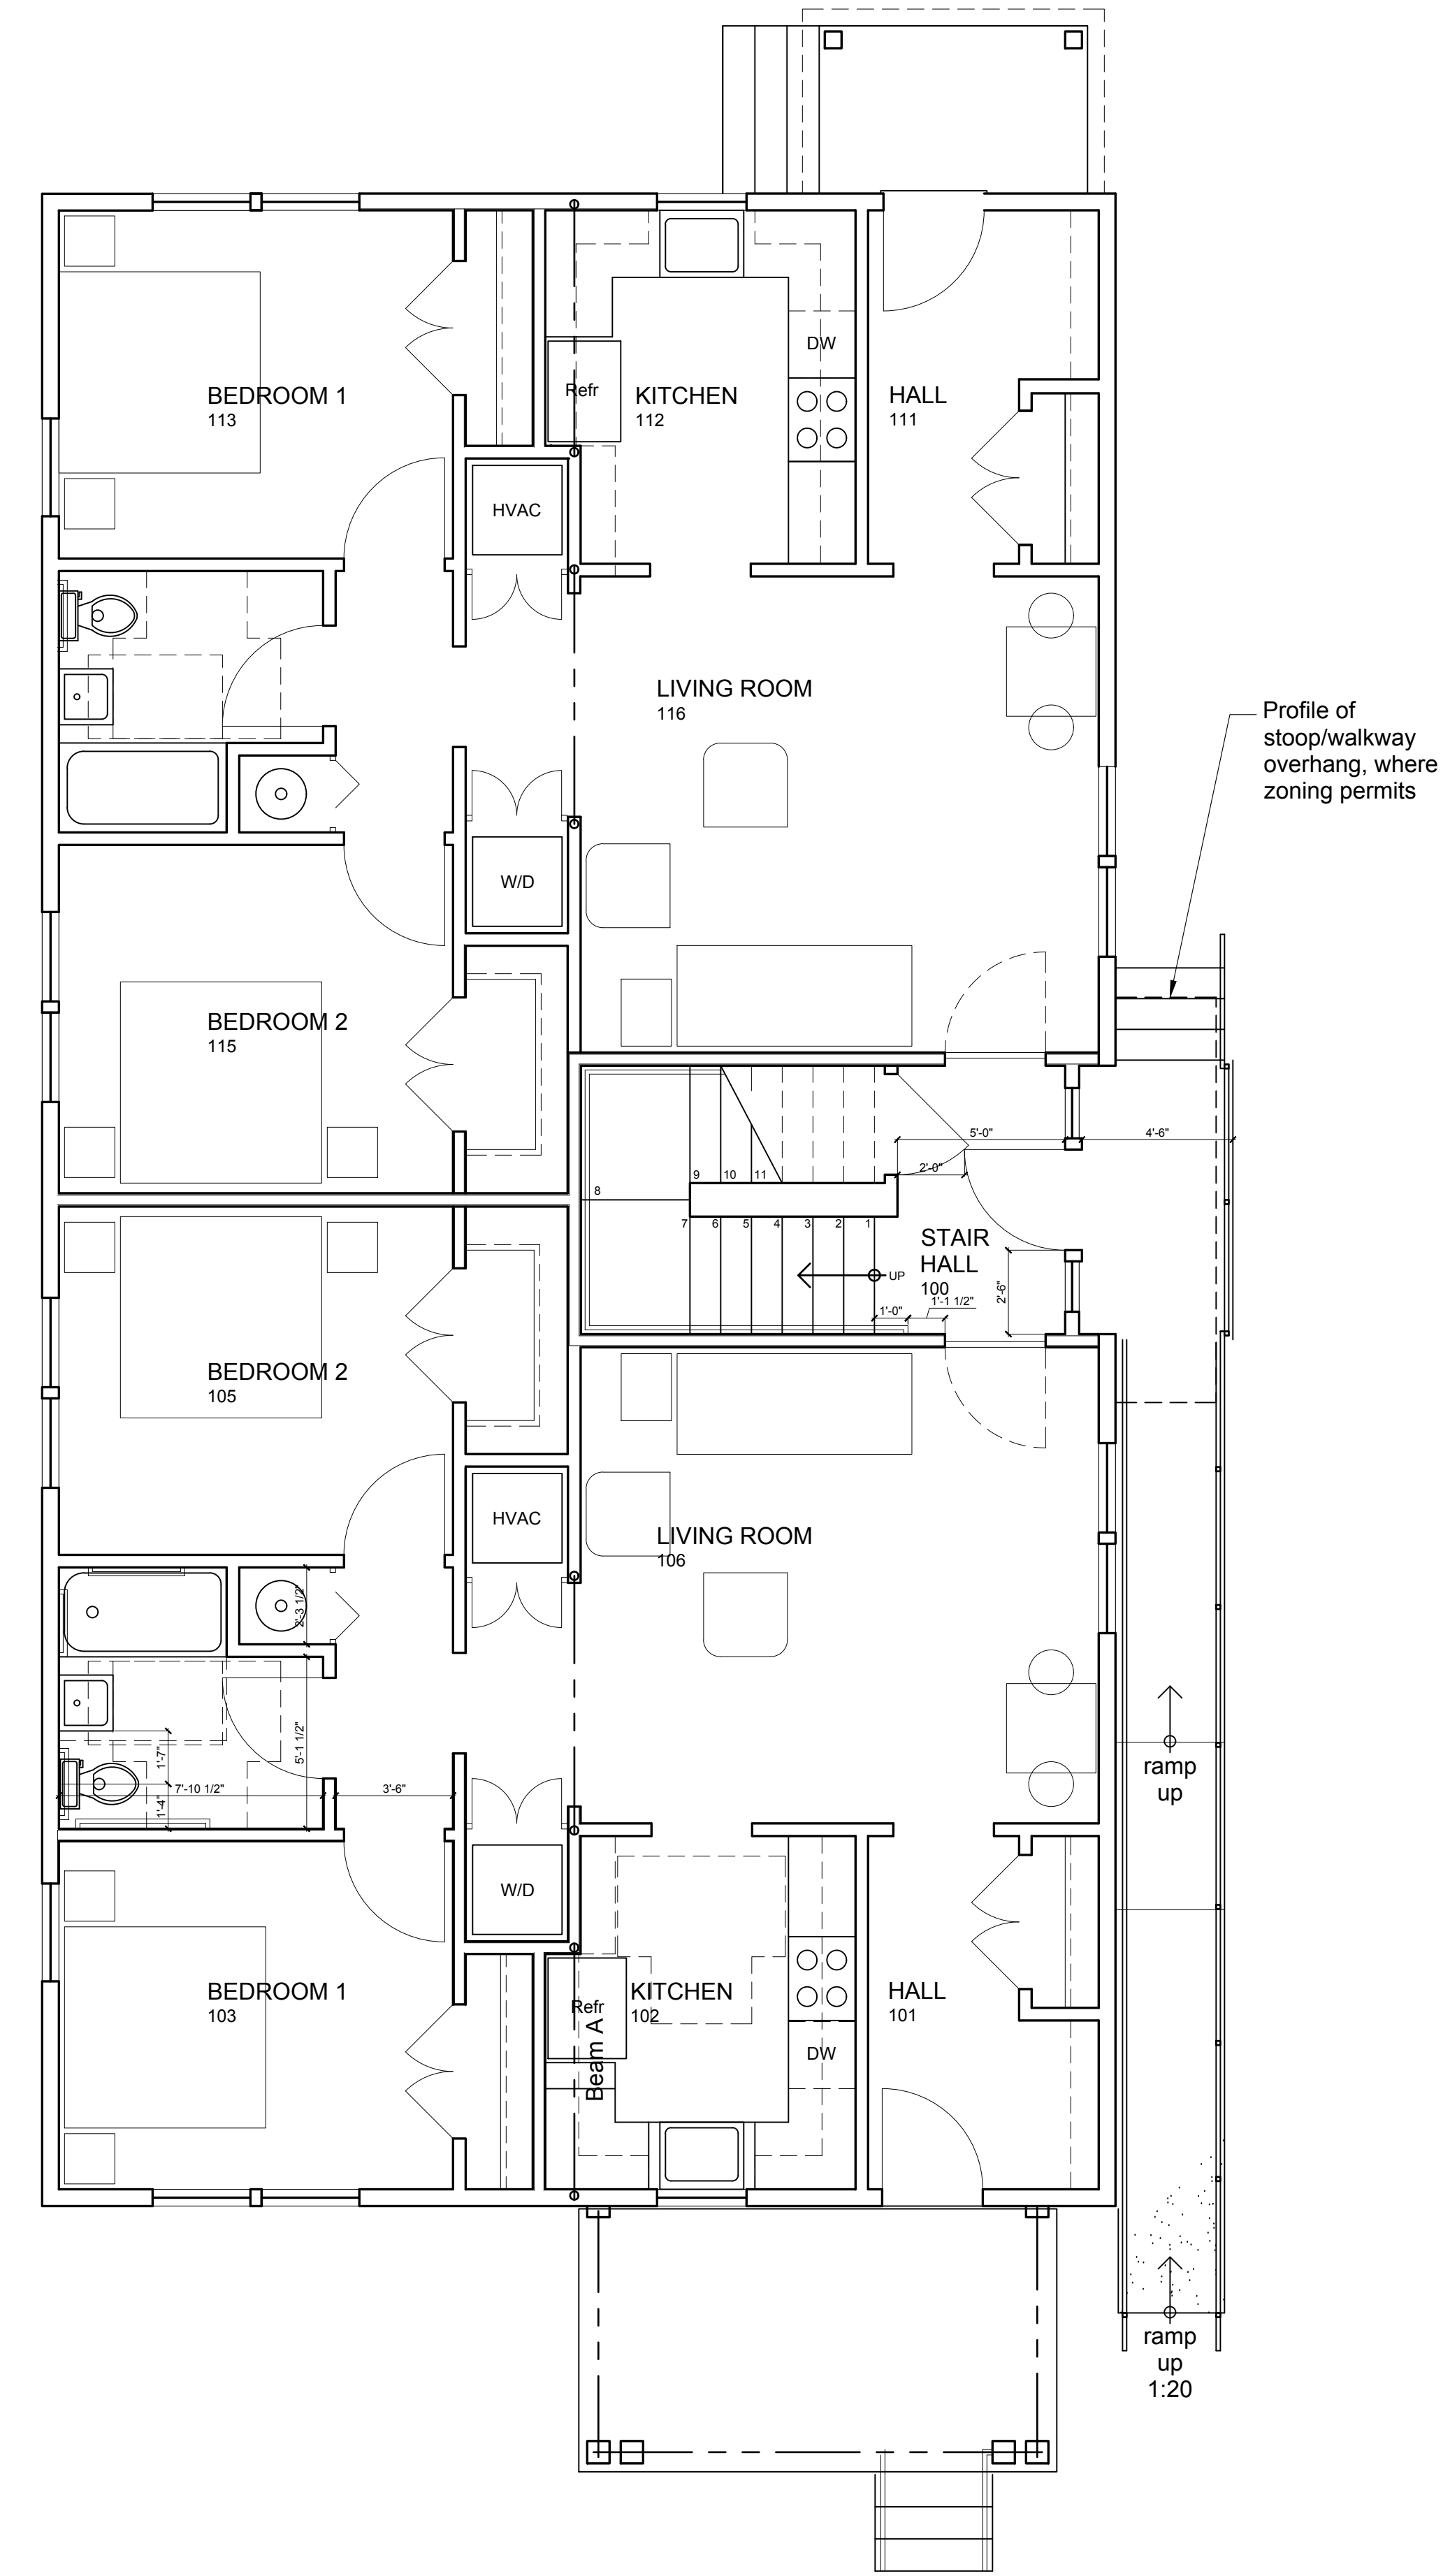 DW
Refr
BEDROOM 1
113
KITCHEN
112
HALL
111
HVAC
LIVING ROOM
116
Profile of
stoop/walkway
overhang, where
zoning permits
W/D
BEDROOM 2
115
5'-0"
4'-6"
2'-0"
9
10
11
8
7
6
5
4
3
2
1
STAIR
HALL
100
UP
1'-0"
1'-1 1/2"
2'-6"
BEDROOM 2
105
HVAC
LIVING ROOM
106
2'-3 1/2"
5'-1 1/2"
1'-7"
7'-10 1/2"
3'-6"
1'-4"
ramp
up
W/D
BEDROOM 1
103
Refr
KITCHEN
102
HALL
101
Beam A
DW
ramp
up
1:20